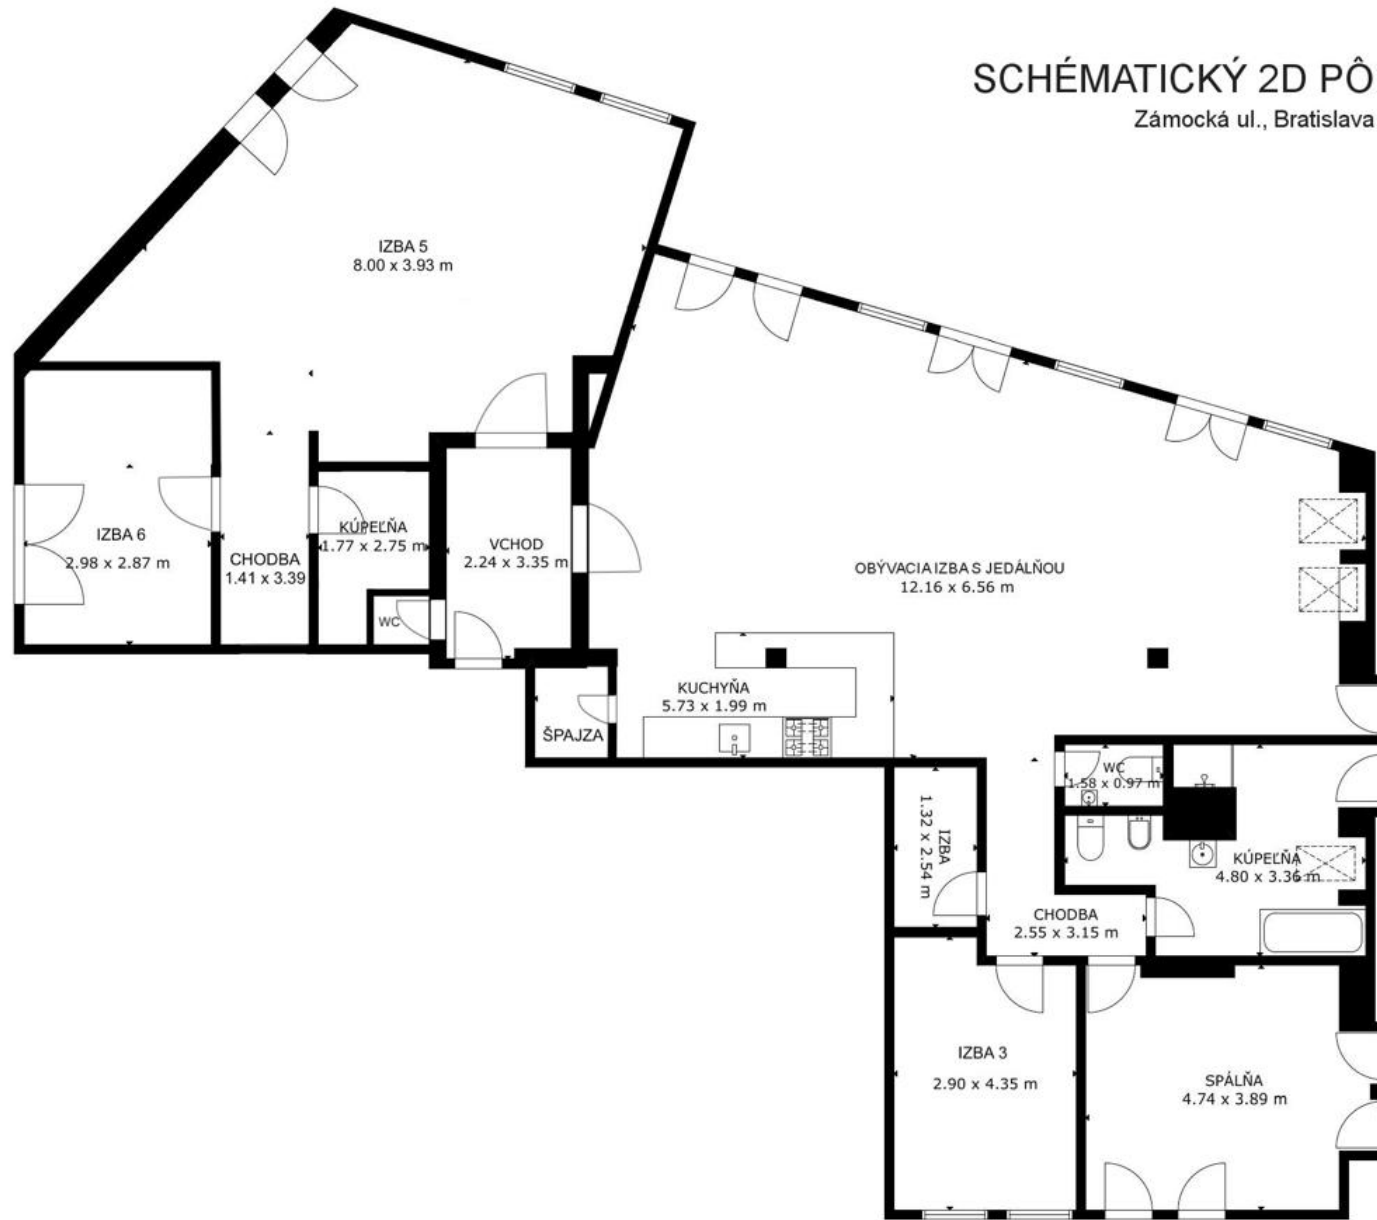 SCHÉMATICKÝ 2D PÔ
Zámocká ul., Bratislava
IZBA 5
8.00 x 3.93 m
IZBA 6
2.98 x 2.87 m
CHODBA
1.41 x 3.39
KÚPEĽŇA
1.77 x 2.75 m
WC
VCHOD
2.24 x 3.35 m
OBÝVACIA IZBA S JEDÁLŇOU
12.16 x 6.56 m
KUCHYŇA
5.73 x 1.99 m
ŠPAJZA
WC
1.58 x 0.97 m
IZBA
1.32 x 2.54 m
KÚPEĽŇA
4.80 x 3.36 m
CHODBA
2.55 x 3.15 m
IZBA 3
2.90 x 4.35 m
SPÁLŇA
4.74 x 3.89 m